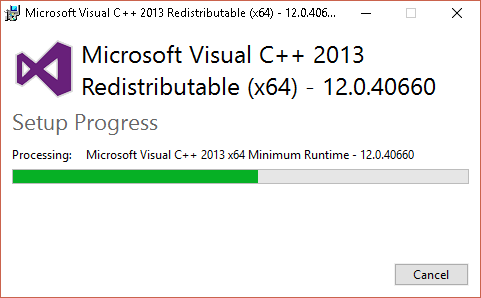 Microsoft Visual C++ 2013 Redistributable (x64) - 12.0.406...
Microsoft Visual C++ 2013
Redistributable (x64) - 12.0.40660
Setup Progress
Processing: Microsoft Visual C++ 2013 x64 Minimum Runtime - 12.0.40660
Cancel